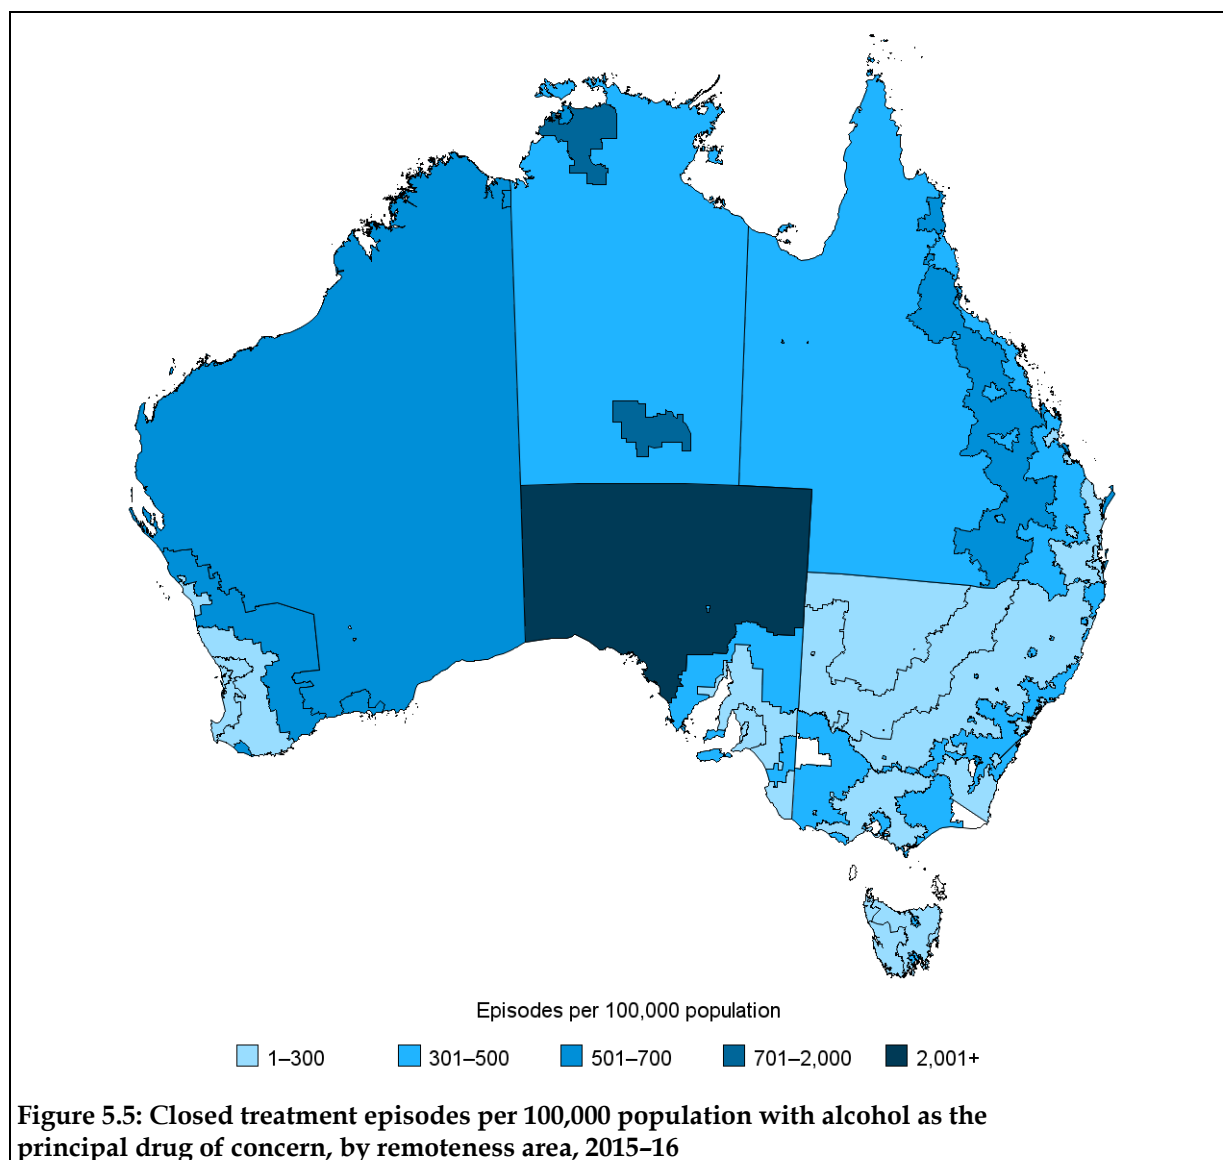 Episodes per 100,000 population
1–300 301–500 501–700 701–2,000 2,001+
Figure 5.5: Closed treatment episodes per 100,000 population with alcohol as the
principal drug of concern, by remoteness area, 2015–16